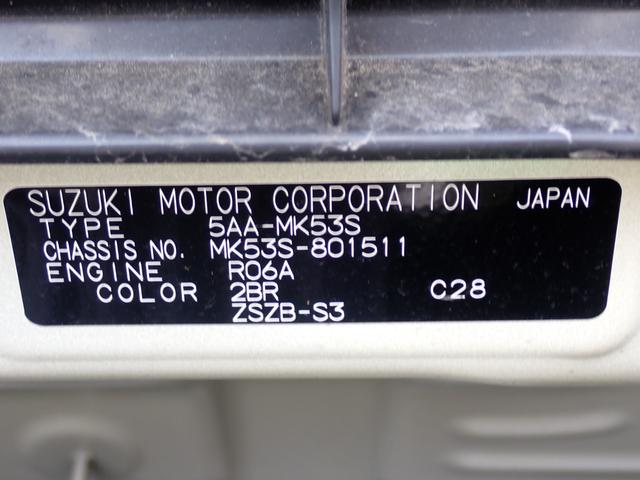 SUZUKI MOTOR CORPORATION JAPAN
TYPE 5AA-MK53S
CHASSIS NO. MK53S-801511
ENGINE R06A
COLOR 2BR C28
ZSZB-S3